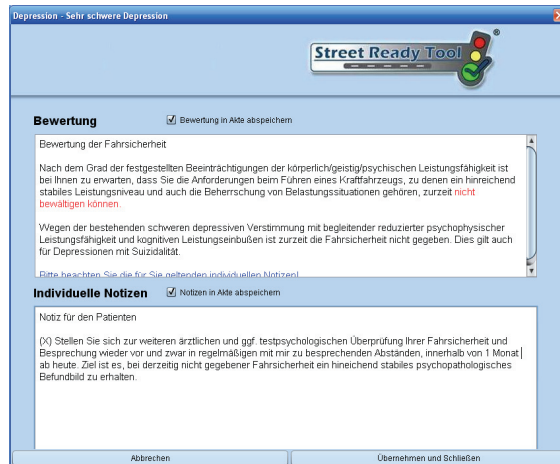 Depression - Sehr schwere Depression
Street Ready Tool
®
Bewertung
Bewertung in Akte abspeichern
Bewertung der Fahrsicherheit
Nach dem Grad der festgestellten Beeinträchtigungen der körperlich/geistig/psychischen Leistungsfähigkeit ist
bei Ihnen zu erwarten, dass Sie die Anforderungen beim Führen eines Kraftfahrzeugs, zu denen ein hinreichend
stabiles Leistungsniveau und auch die Beherrschung von Belastungssituationen gehören, zurzeit nicht
bewältigen können.
Wegen der bestehenden schweren depressiven Verstimmung mit begleitender reduzierter psychophysischer
Leistungsfähigkeit und kognitiven Leistungseinbußen ist zurzeit die Fahrsicherheit nicht gegeben. Dies gilt auch
für Depressionen mit Suizidalität.
Bitte beachten Sie die für Sie geltenden individuellen Notizen!
Individuelle Notizen
Notizen in Akte abspeichern
Notiz für den Patienten
(X) Stellen Sie sich zur weiteren ärztlichen und ggf. testpsychologischen Überprüfung Ihrer Fahrsicherheit und
Besprechung wieder vor und zwar in regelmäßigen mit mir zu besprechenden Abständen, innerhalb von 1 Monat
ab heute. Ziel ist es, bei derzeitig nicht gegebener Fahrsicherheit ein hineichend stabiles psychopathologisches
Befundbild zu erhalten.
Abbrechen
Übernehmen und Schließen